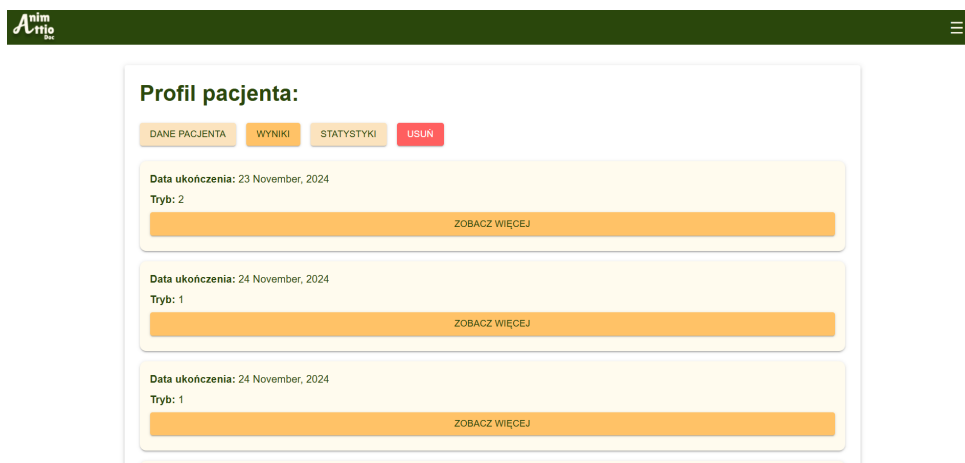 Anim
Attio
Doc
Profil pacjenta:
DANE PACJENTA WYNIKI STATYSTYKI USUŃ
Data ukończenia: 23 November, 2024
Tryb: 2
ZOBACZ WIĘCEJ
Data ukończenia: 24 November, 2024
Tryb: 1
ZOBACZ WIĘCEJ
Data ukończenia: 24 November, 2024
Tryb: 1
ZOBACZ WIĘCEJ